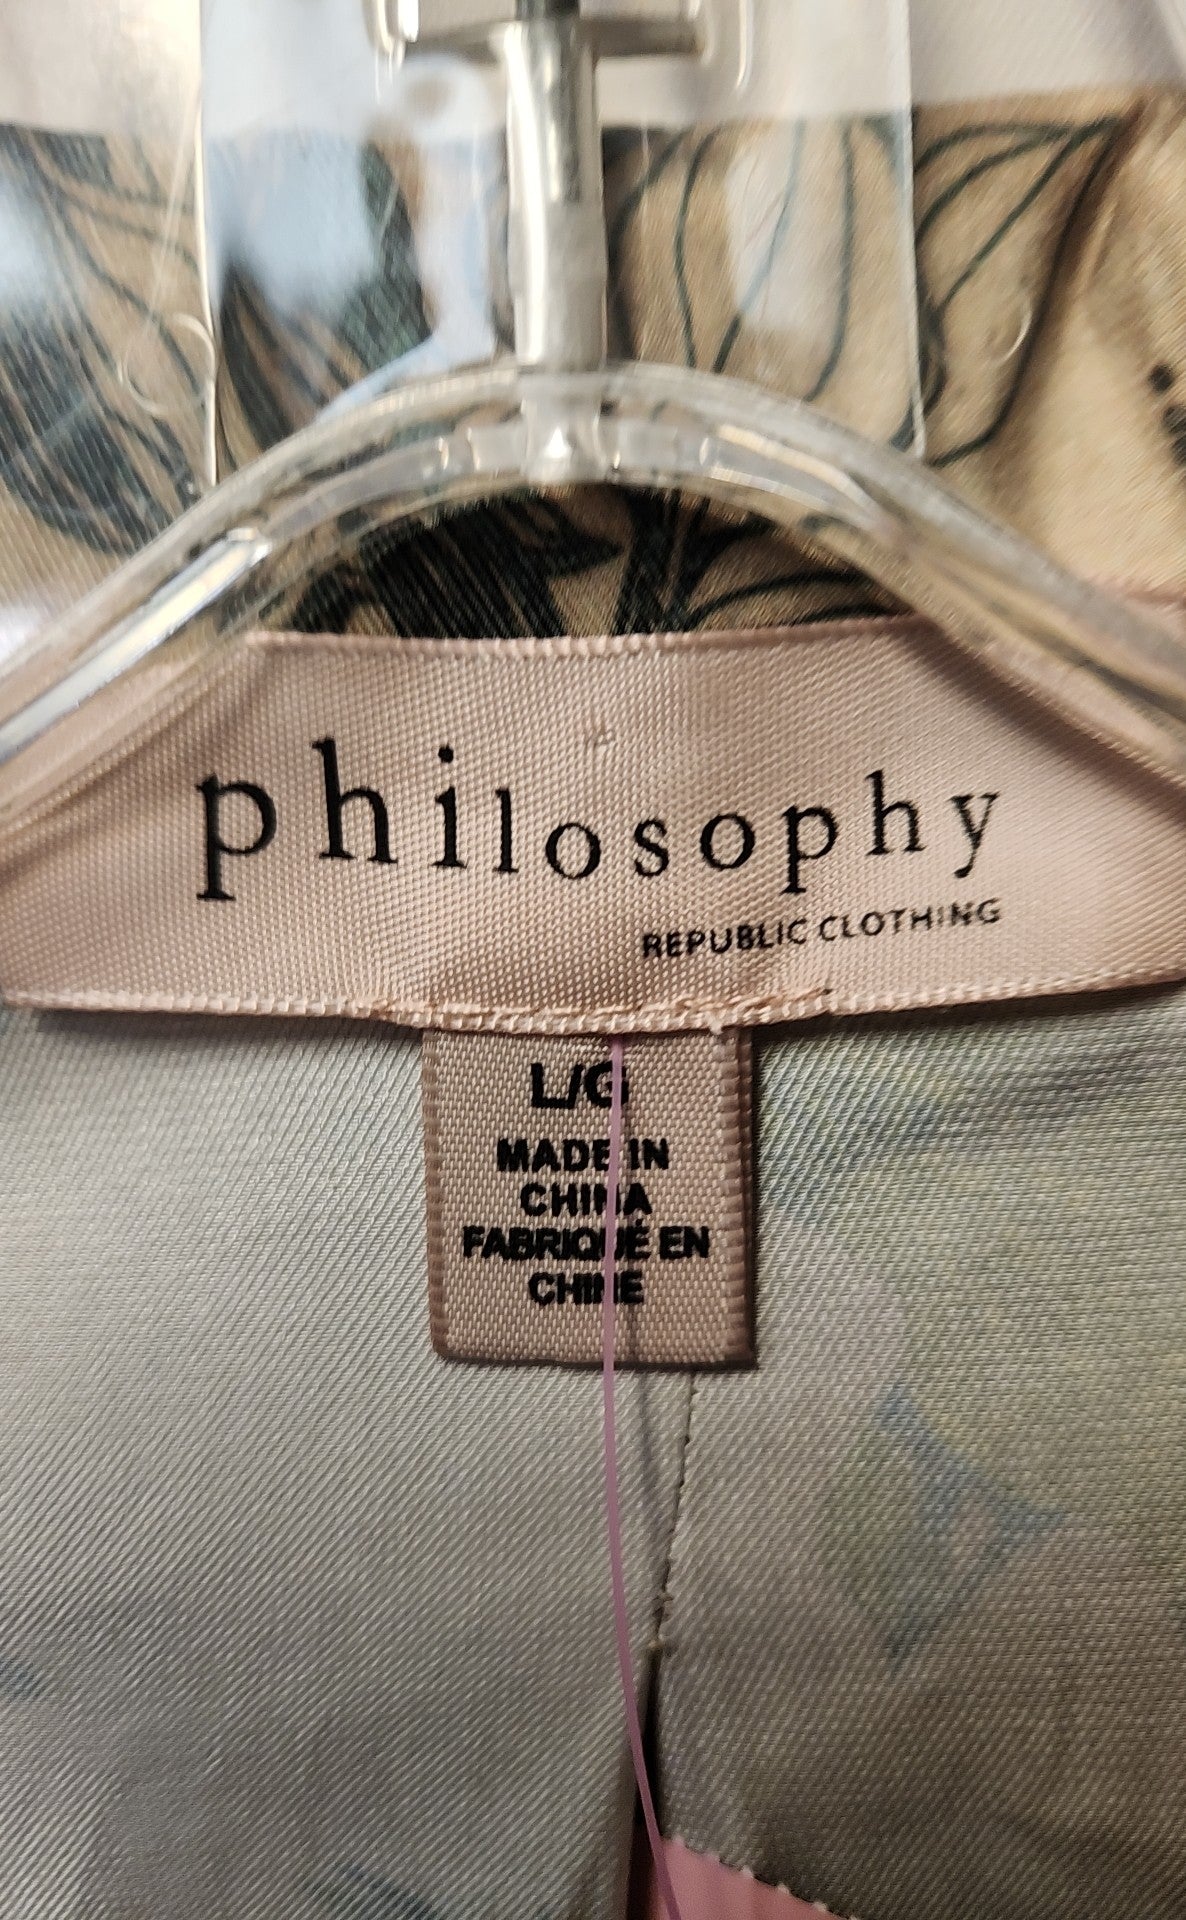 philosophy
REPUBLIC CLOTHING
L/G
MADE IN
CHINA
FABRIQUÉ EN
CHINE